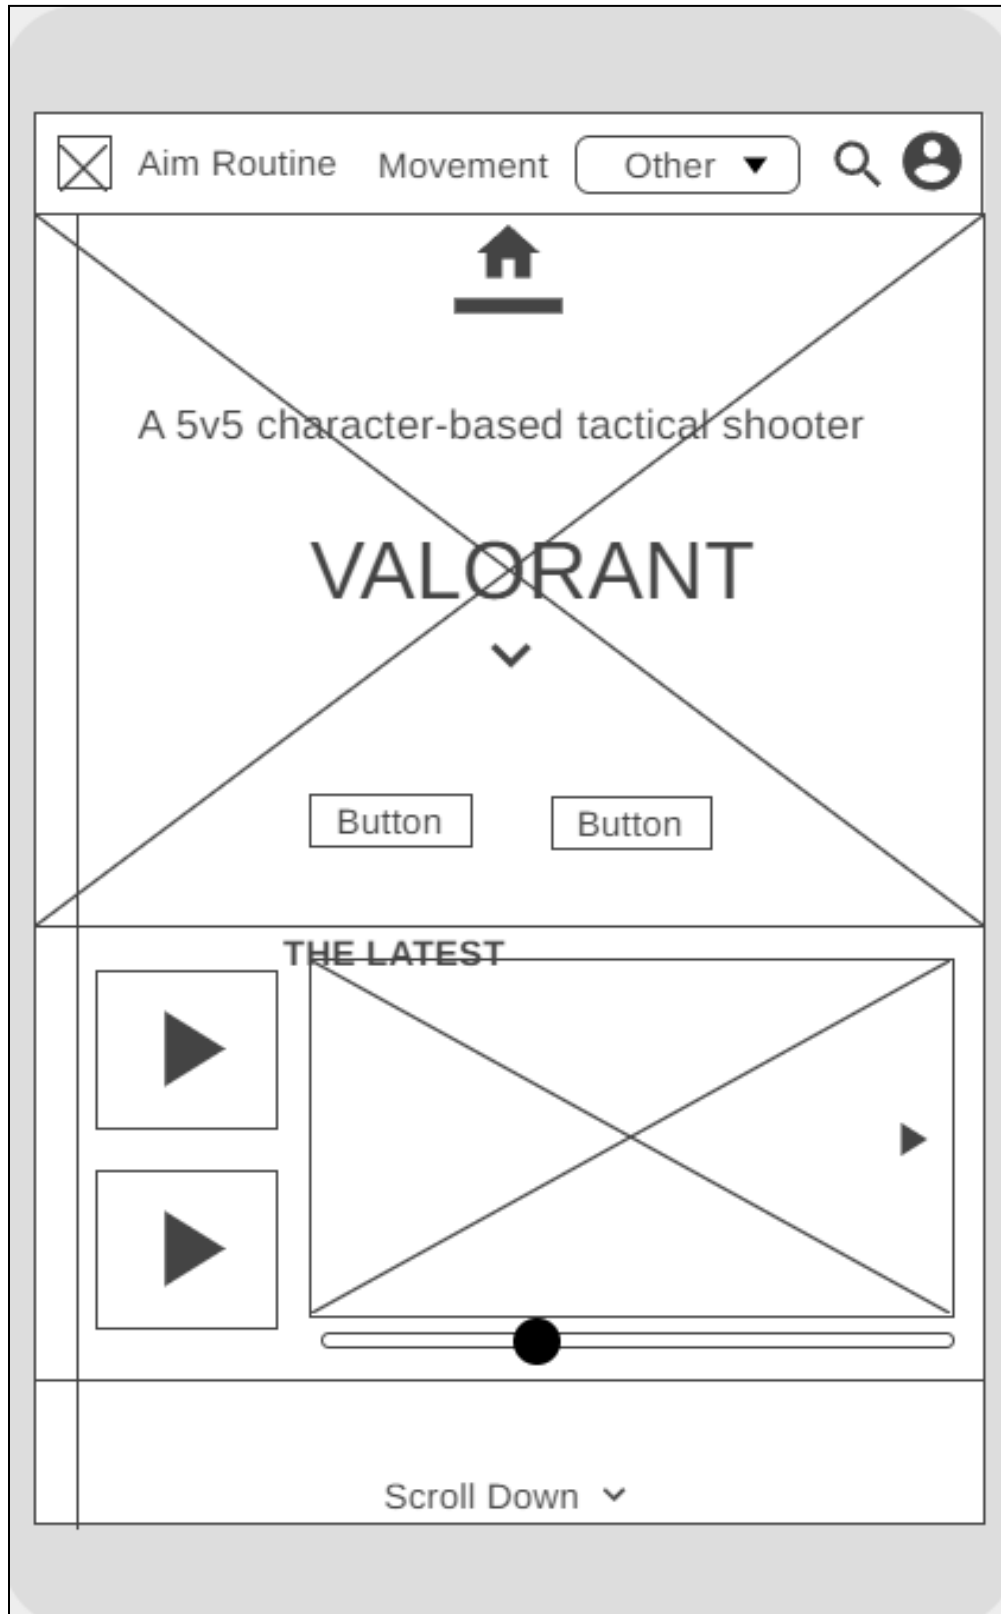 Aim Routine Movement Other
A 5v5 character-based tactical shooter
VALORANT
Button Button
THE LATEST
Scroll Down